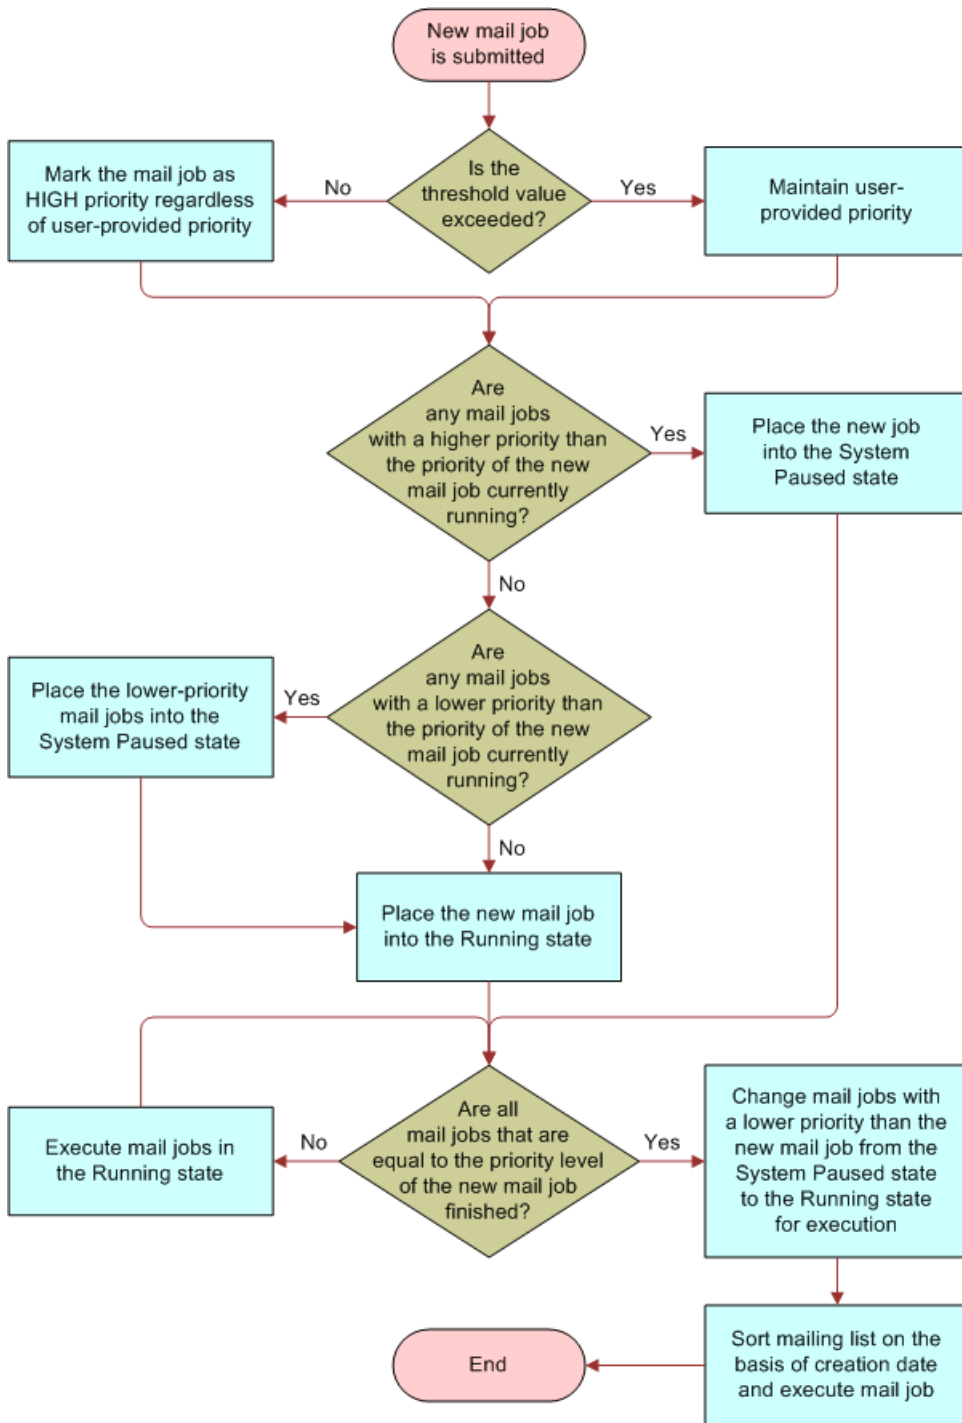 New mail job
is submitted
Is the
threshold value
exceeded?
No
Yes
Mark the mail job as
HIGH priority regardless
of user-provided priority
Maintain user-
provided priority
Are
any mail jobs
with a higher priority than
the priority of the new
mail job currently
running?
Yes
Place the new job
into the System
Paused state
No
Are
any mail jobs
with a lower priority than
the priority of the new
mail job currently
running?
Yes
Place the lower-priority
mail jobs into the
System Paused state
No
Place the new mail job
into the Running state
Are all
mail jobs that are
equal to the priority level
of the new mail job
finished?
No
Execute mail jobs in
the Running state
Yes
Change mail jobs with
a lower priority than the
new mail job from the
System Paused state
to the Running state
for execution
Sort mailing list on the
basis of creation date
and execute mail job
End